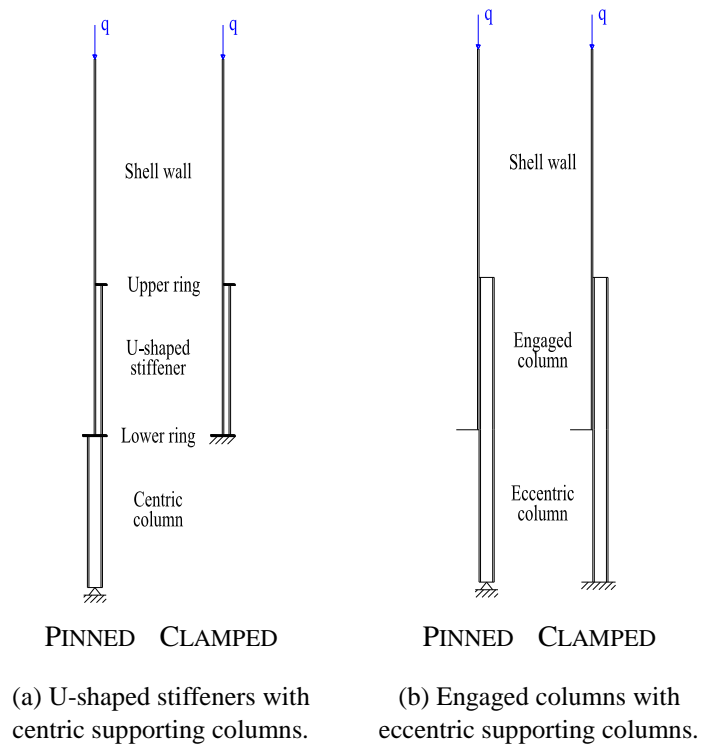 q
q
q
q
Shell wall
Shell wall
Upper ring
U-shaped
stiffener
Engaged
column
Lower ring
Centric
column
Eccentric
column
PINNED CLAMPED
PINNED CLAMPED
(a) U-shaped stiffeners with
centric supporting columns.
(b) Engaged columns with
eccentric supporting columns.